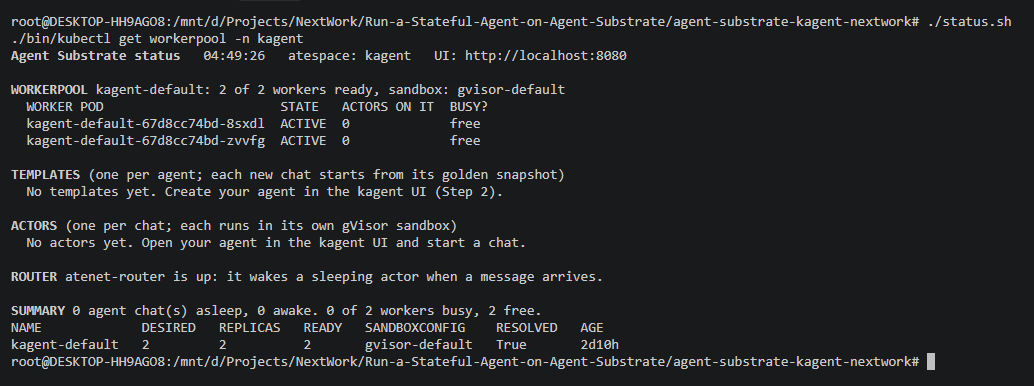 root@DESKTOP-HH9AGO8:/mnt/d/Projects/NextWork/Run-a-Stateful-Agent-on-Agent-Substrate/agent-substrate-kagent-nextwork# ./status.sh
./bin/kubectl get workerpool -n kagent
Agent Substrate status   04:49:26   atespace: kagent   UI: http://localhost:8080
WORKERPOOL kagent-default: 2 of 2 workers ready, sandbox: gvisor-default
WORKER POD                       STATE   ACTORS ON IT  BUSY?
kagent-default-67d8cc74bd-8sxdl  ACTIVE  0             free
kagent-default-67d8cc74bd-zvvfg  ACTIVE  0             free
TEMPLATES (one per agent; each new chat starts from its golden snapshot)
No templates yet. Create your agent in the kagent UI (Step 2).
ACTORS (one per chat; each runs in its own gVisor sandbox)
No actors yet. Open your agent in the kagent UI and start a chat.
ROUTER atenet-router is up: it wakes a sleeping actor when a message arrives.
SUMMARY 0 agent chat(s) asleep, 0 awake. 0 of 2 workers busy, 2 free.
NAME             DESIRED   REPLICAS   READY   SANDBOXCONFIG    RESOLVED   AGE
kagent-default   2         2          2       gvisor-default   True       2d10h
root@DESKTOP-HH9AGO8:/mnt/d/Projects/NextWork/Run-a-Stateful-Agent-on-Agent-Substrate/agent-substrate-kagent-nextwork#